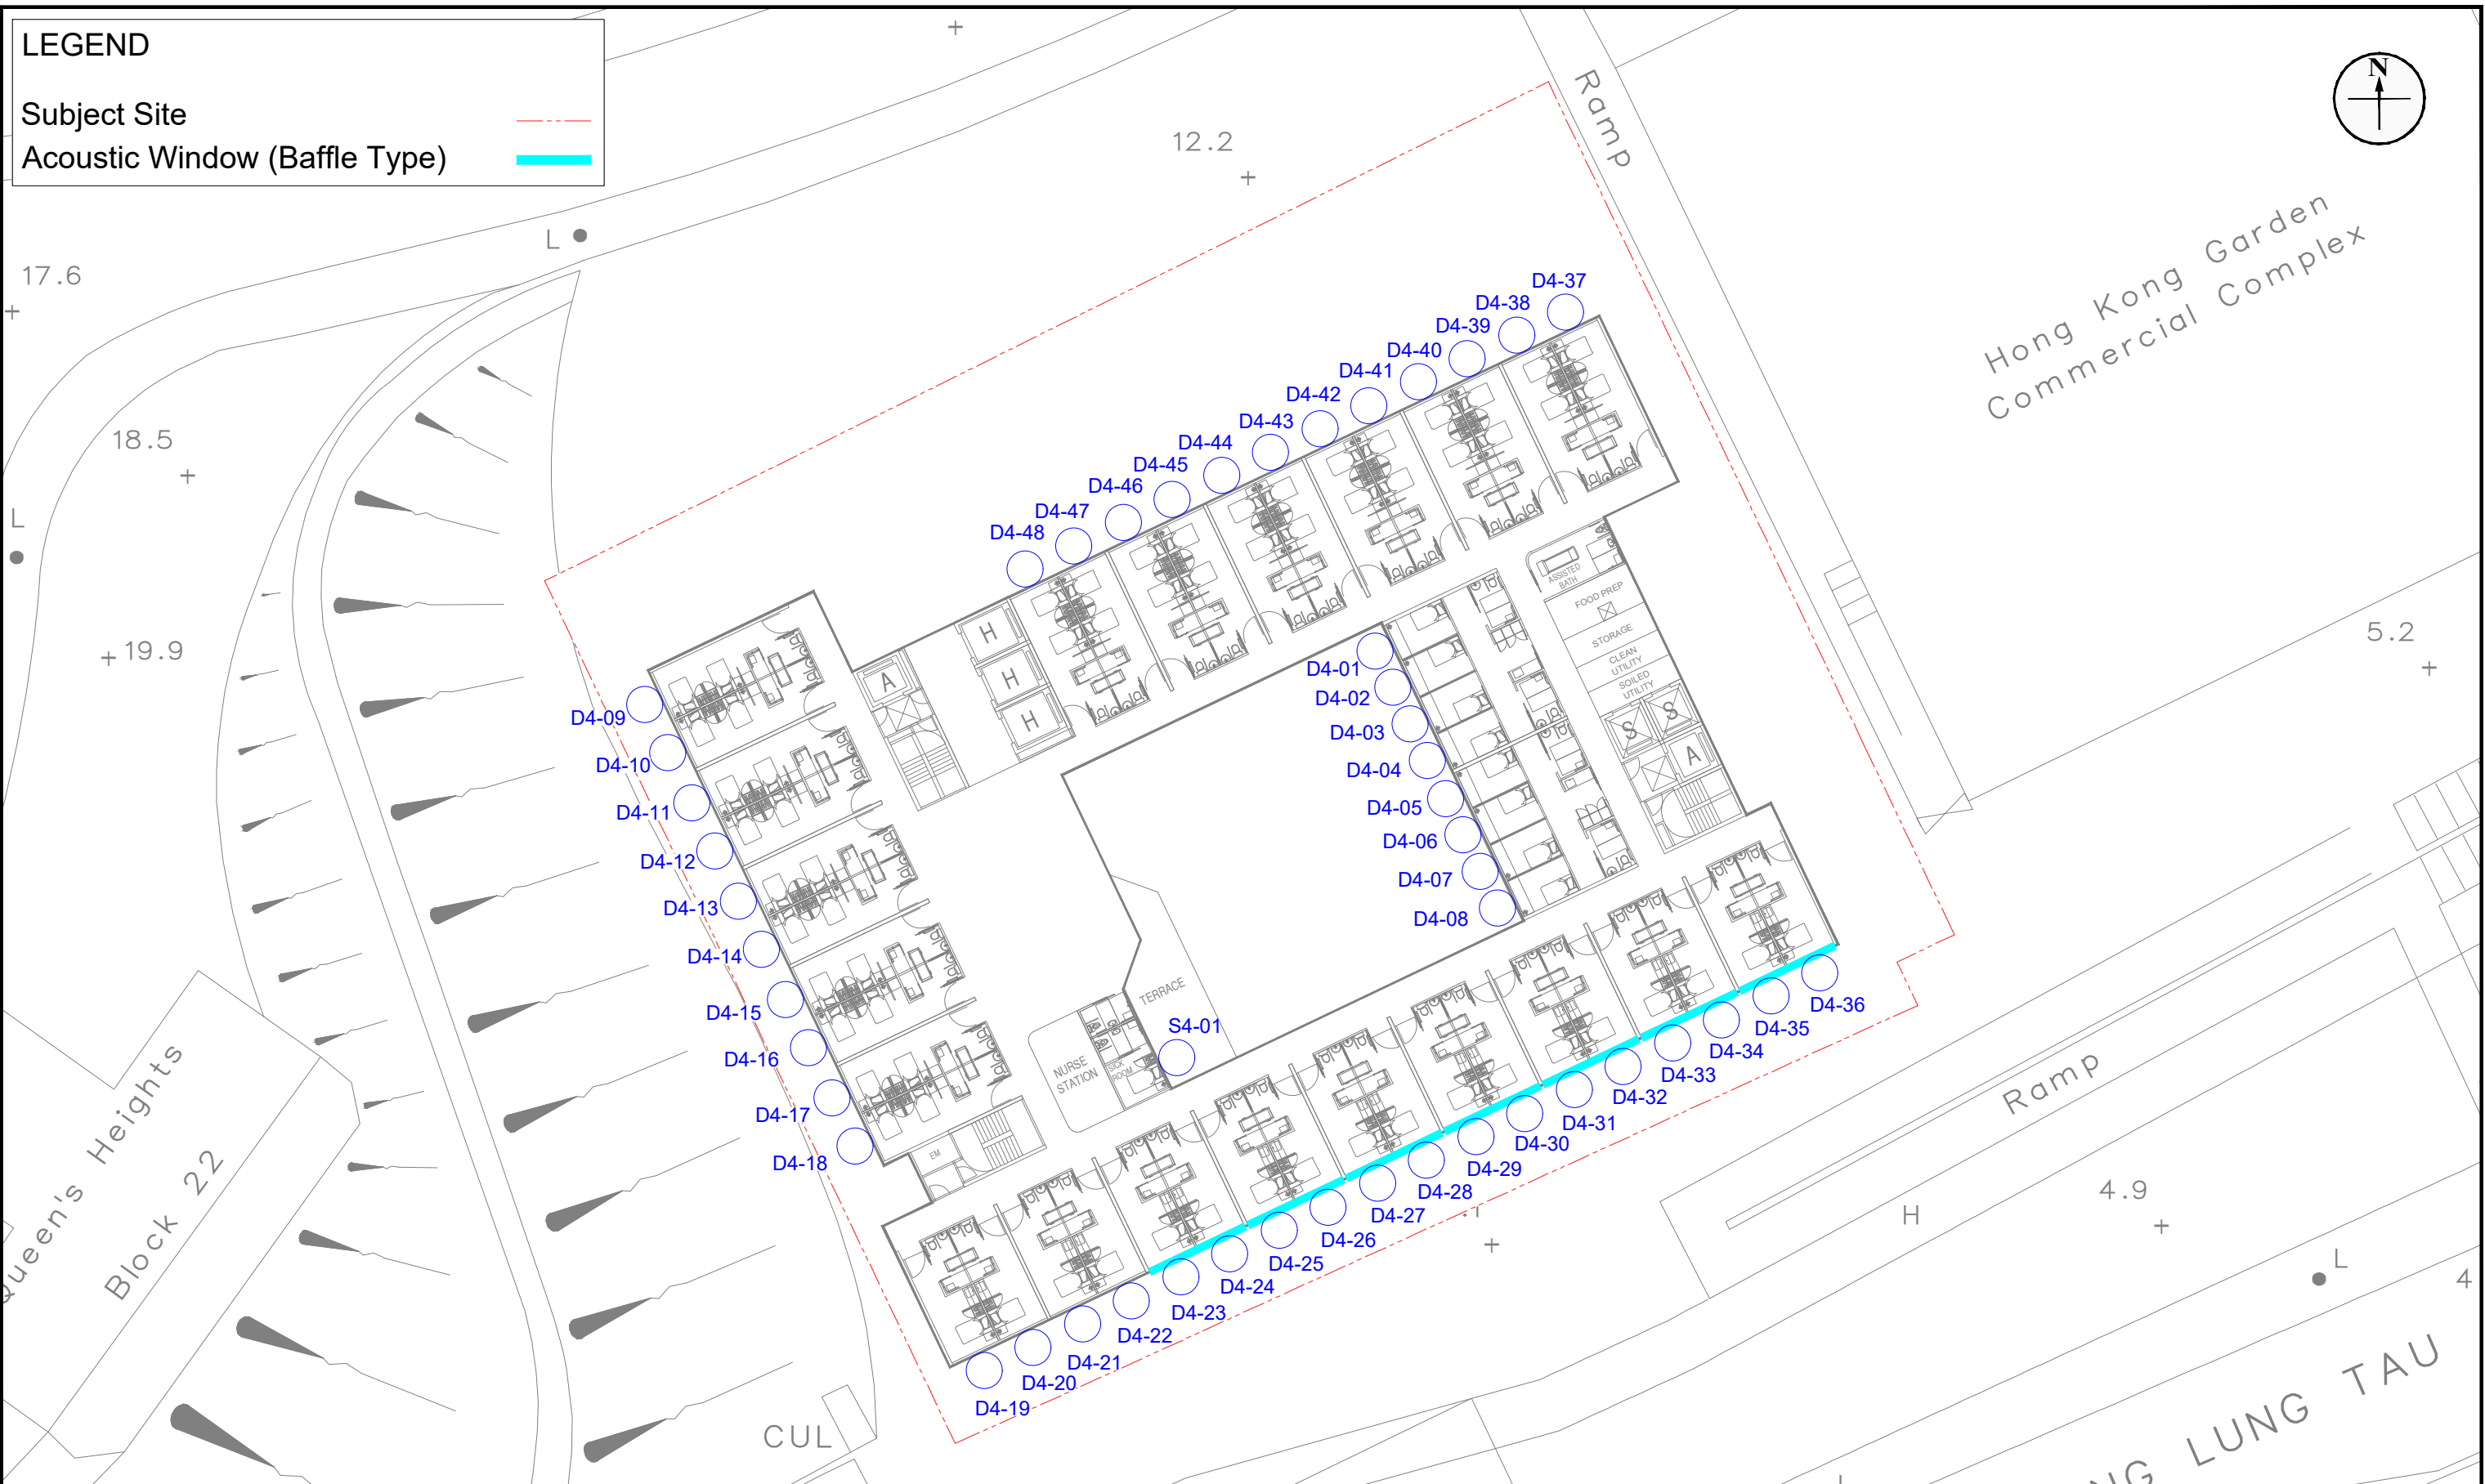 LEGEND
Subject Site
Acoustic Window (Baffle Type)
N
Ramp
12.2
Hong Kong Garden
Commercial Complex
L
17.6
18.5
L
19.9
5.2
D4-37
D4-38
D4-39
D4-40
D4-41
D4-42
D4-43
D4-44
D4-45
D4-46
D4-47
D4-48
H
H
H
A
ASSISTED
BATH
FOOD PREP
STORAGE
CLEAN
UTILITY
SOILED
UTILITY
S
S
A
D4-01
D4-02
D4-03
D4-04
D4-05
D4-06
D4-07
D4-08
D4-09
D4-10
D4-11
D4-12
D4-13
D4-14
D4-15
D4-16
D4-17
D4-18
TERRACE
S4-01
NURSE
STATION
SICK
ROOM
EM
D4-36
D4-35
D4-34
D4-33
D4-32
D4-31
D4-30
D4-29
D4-28
D4-27
D4-26
D4-25
D4-24
D4-23
D4-22
D4-21
D4-20
D4-19
Ramp
4.9
H
L
4
Queen's Heights
Block 22
CUL
NG LUNG TAU